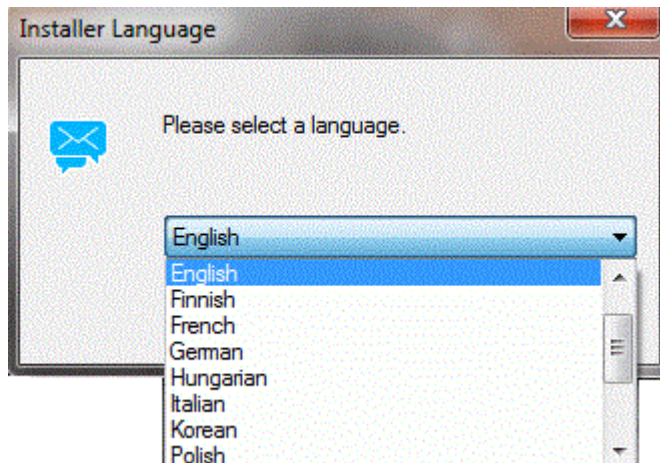 Installer Language
Please select a language.
English
English
Finnish
French
German
Hungarian
Italian
Korean
Polish